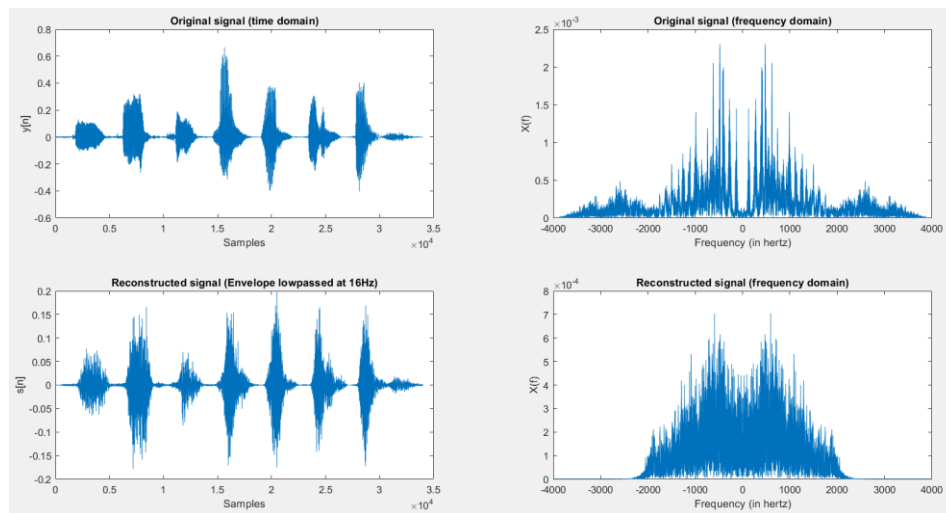 Original signal (time domain)
0.8
0.6
0.4
0.2
0
-0.2
-0.4
-0.6
y[n]
0 0.5 1 1.5 2 2.5 3 3.5
Samples
×10⁴
Original signal (frequency domain)
×10⁻³
2.5
2
1.5
1
0.5
0
X(f)
-4000 -3000 -2000 -1000 0 1000 2000 3000 4000
Frequency (in hertz)
Reconstructed signal (Envelope lowpassed at 16Hz)
0.2
0.15
0.1
0.05
0
-0.05
-0.1
-0.15
-0.2
s[n]
0 0.5 1 1.5 2 2.5 3 3.5
Samples
×10⁴
Reconstructed signal (frequency domain)
×10⁻⁴
8
7
6
5
4
3
2
1
0
X(f)
-4000 -3000 -2000 -1000 0 1000 2000 3000 4000
Frequency (in hertz)